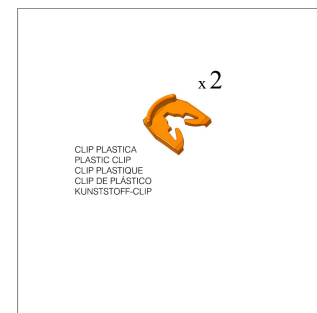 x 2
CLIP PLASTICA
PLASTIC CLIP
CLIP PLASTIQUE
CLIP DE PLÁSTICO
KUNSTSTOFF-CLIP